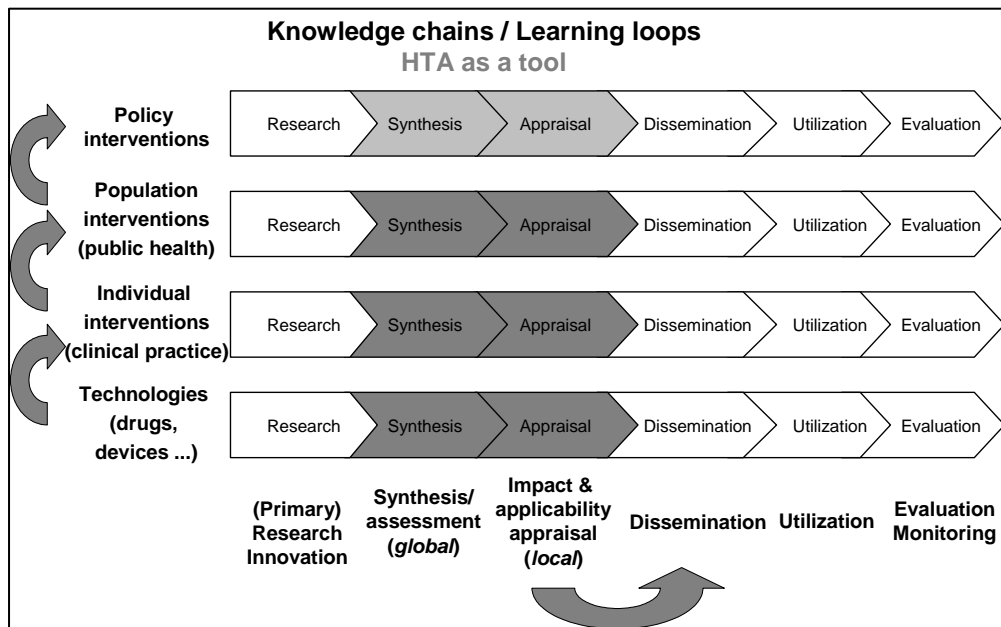 Knowledge chains / Learning loops
HTA as a tool
Policy
interventions
Research
Synthesis
Appraisal
Dissemination
Utilization
Evaluation
Population
interventions
(public health)
Research
Synthesis
Appraisal
Dissemination
Utilization
Evaluation
Individual
interventions
(clinical practice)
Research
Synthesis
Appraisal
Dissemination
Utilization
Evaluation
Technologies
(drugs,
devices ...)
Research
Synthesis
Appraisal
Dissemination
Utilization
Evaluation
(Primary)
Research
Innovation
Synthesis/
assessment
(global)
Impact &
applicability
appraisal
(local)
Dissemination
Utilization
Evaluation
Monitoring